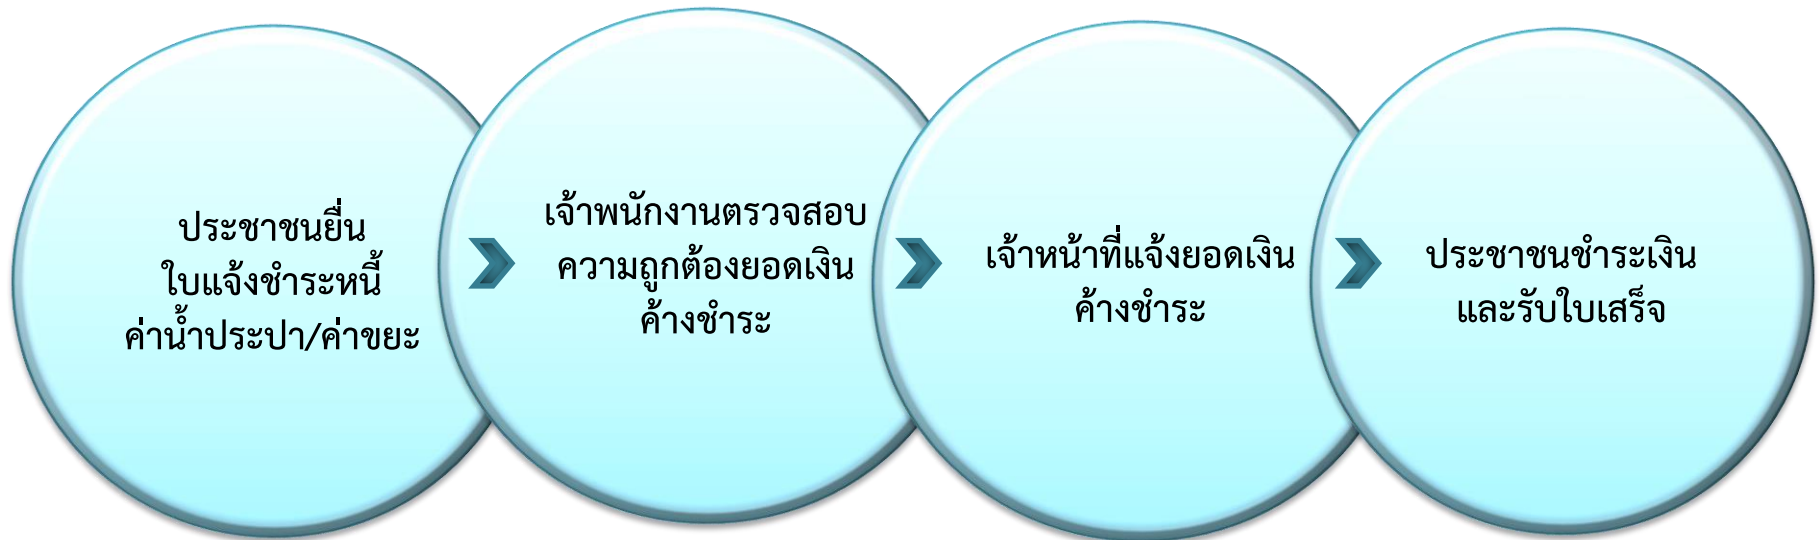 ประชาชนยื่น
ใบแจ้งชำระหนี้
ค่าน้ำประปา/ค่าขยะ
เจ้าพนักงานตรวจสอบ
ความถูกต้องยอดเงิน
ค้างชำระ
เจ้าหน้าที่แจ้งยอดเงิน
ค้างชำระ
ประชาชนชำระเงิน
และรับใบเสร็จ